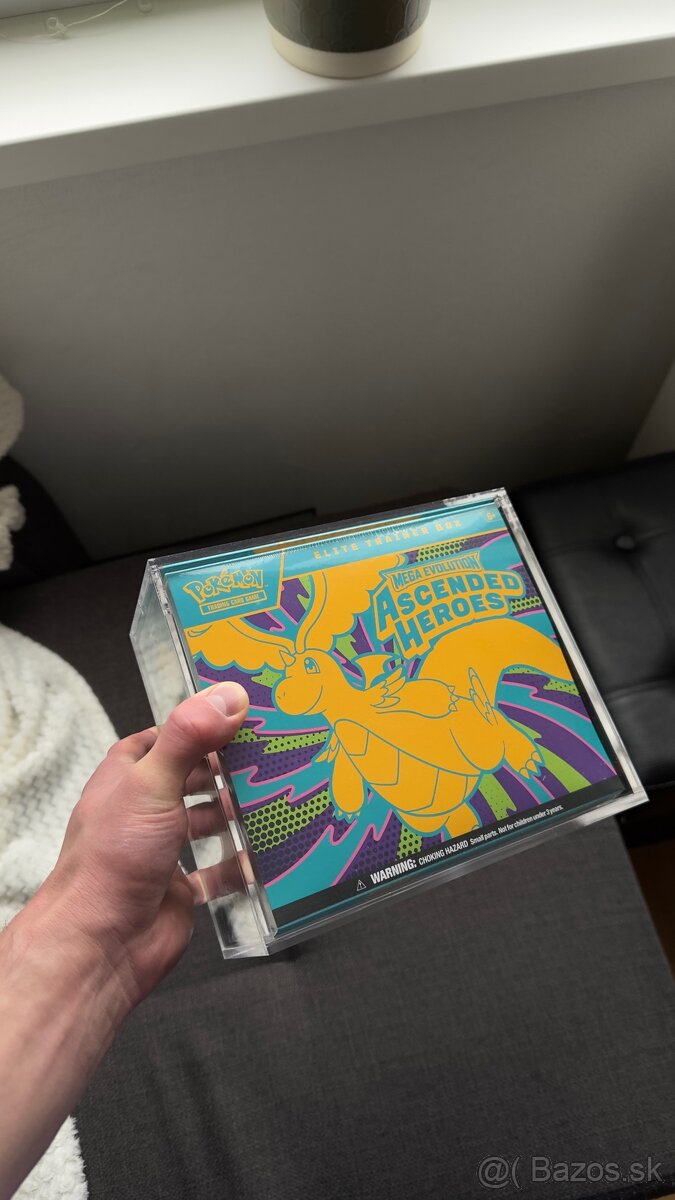 ELITE TRAINER BOX
6+
POKéMON
TRADING CARD GAME
MEGA EVOLUTION
ASCENDED
HEROES
WARNING: CHOKING HAZARD Small parts. Not for children under 3 years.
@( Bazos.sk